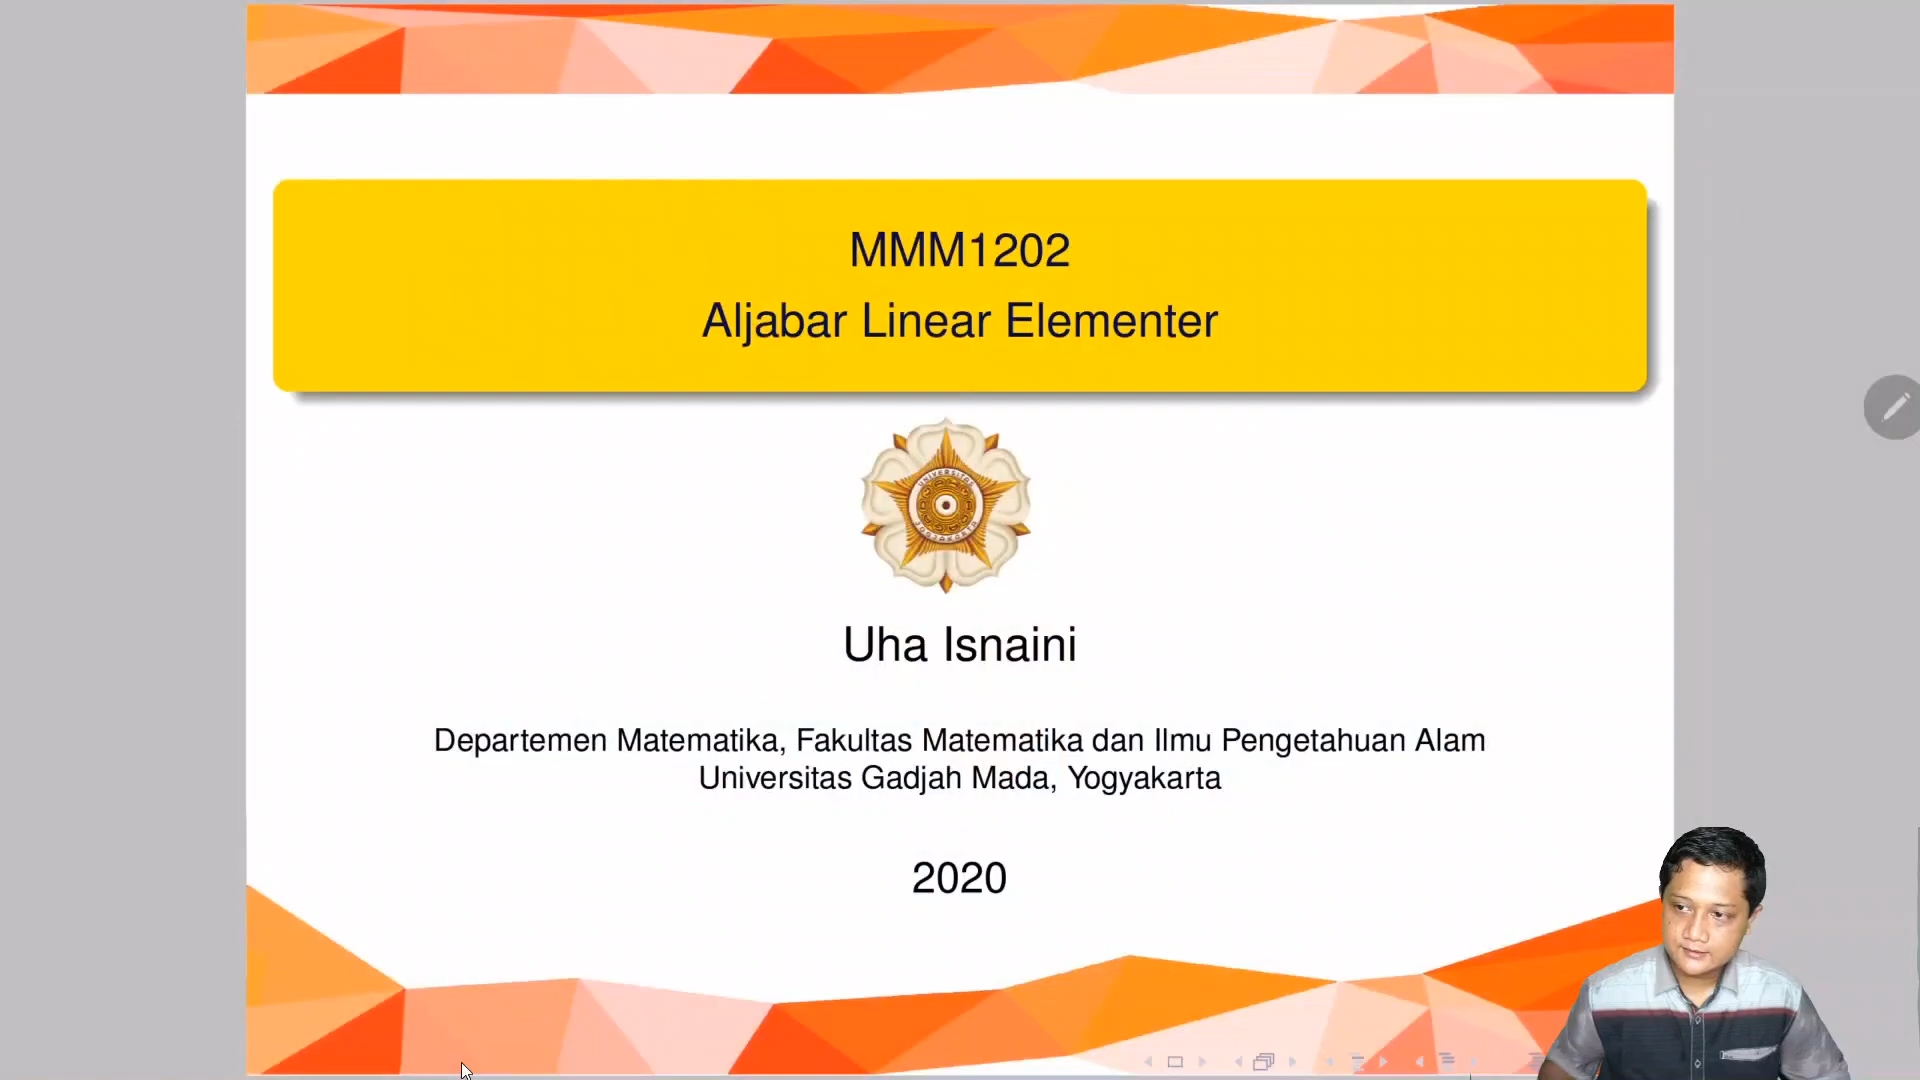 MMM1202
Aljabar Linear Elementer
UNIVERSITAS
Uha Isnaini
Departemen Matematika, Fakultas Matematika dan Ilmu Pengetahuan Alam
Universitas Gadjah Mada, Yogyakarta
2020